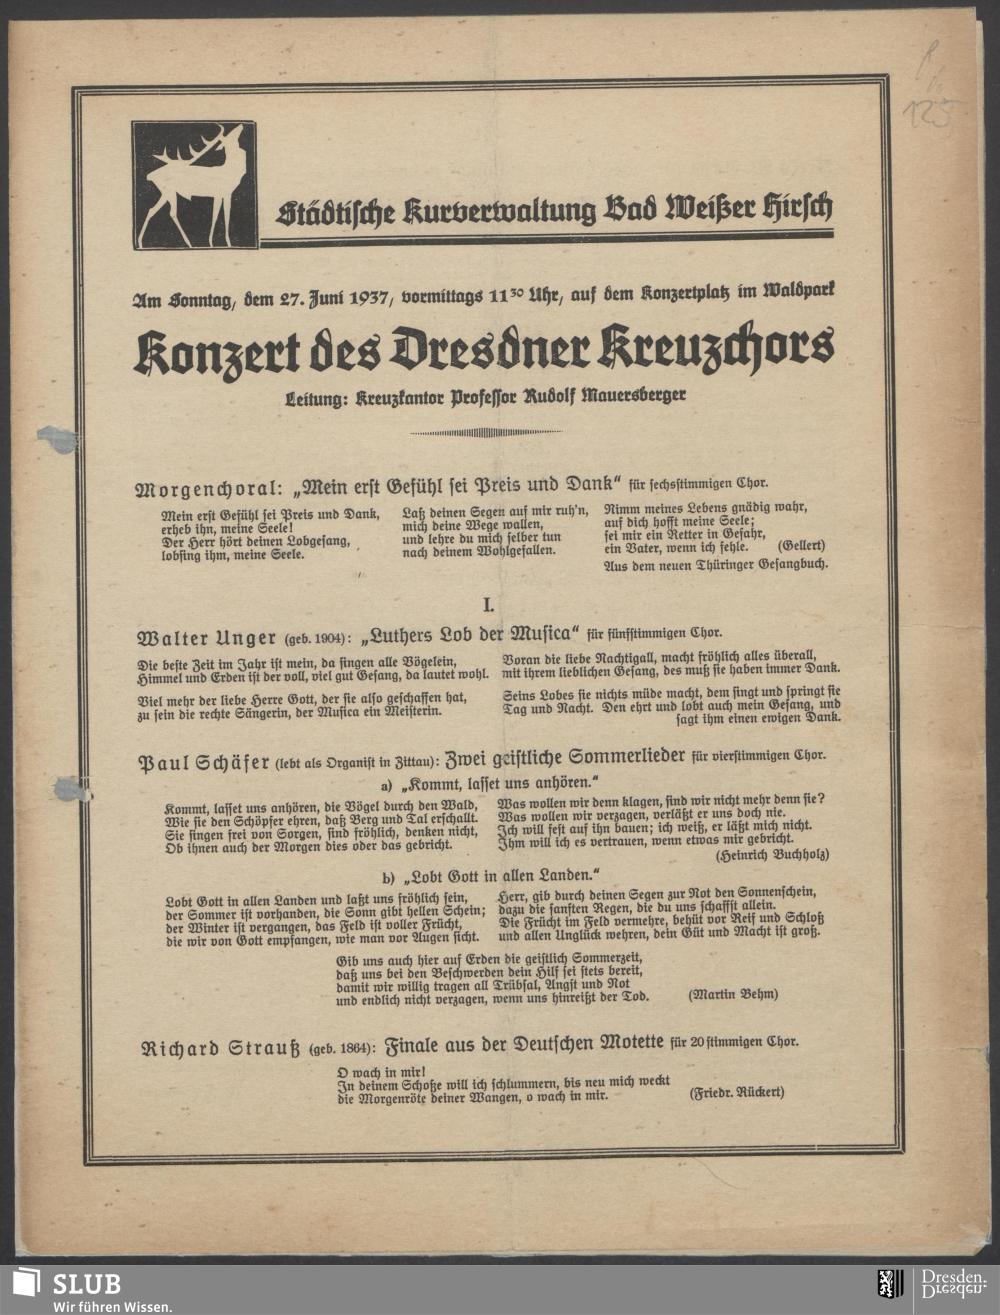 125
Städtische Kurverwaltung Bad Weißer Hirsch
Am Sonntag, dem 27. Juni 1937, vormittags 11³⁰ Uhr, auf dem Konzertplatz im Waldpark
Konzert des Dresdner Kreuzchors
Leitung: Kreuzkantor Professor Rudolf Mauersberger
Morgenchoral: „Mein erst Gefühl sei Preis und Dank“ für sechsstimmigen Chor.
Mein erst Gefühl sei Preis und Dank,
erheb ihn, meine Seele!
Der Herr hört deinen Lobgesang,
lobsing ihm, meine Seele.
Laß deinen Segen auf mir ruh'n,
mich deine Wege wallen,
und lehre du mich selber tun
nach deinem Wohlgefallen.
Nimm meines Lebens gnädig wahr,
auf dich hofft meine Seele;
sei mir ein Retter in Gefahr,
ein Vater, wenn ich fehle. (Gellert)
Aus dem neuen Thüringer Gesangbuch.
I.
Walter Unger (geb. 1904): „Luthers Lob der Musica“ für fünfstimmigen Chor.
Die beste Zeit im Jahr ist mein, da singen alle Vögelein,
Himmel und Erden ist der voll, viel gut Gesang, da lautet wohl.
Viel mehr der liebe Herre Gott, der sie also geschaffen hat,
zu sein die rechte Sängerin, der Musica ein Meisterin.
Voran die liebe Nachtigall, macht fröhlich alles überall,
mit ihrem lieblichen Gesang, des muß sie haben immer Dank.
Seins Lobes sie nichts müde macht, dem singt und springt sie
Tag und Nacht. Den ehrt und lobt auch mein Gesang, und
sagt ihm einen ewigen Dank.
Paul Schäfer (lebt als Organist in Zittau): Zwei geistliche Sommerlieder für vierstimmigen Chor.
a) „Kommt, lasset uns anhören.“
Kommt, lasset uns anhören, die Vögel durch den Wald,
Wie sie den Schöpfer ehren, daß Berg und Tal erschallt.
Sie singen frei von Sorgen, sind fröhlich, denken nicht,
Ob ihnen auch der Morgen dies oder das gebricht.
Was wollen wir denn klagen, sind wir nicht mehr denn sie?
Was wollen wir verzagen, verläßt er uns doch nie.
Ich will fest auf ihn bauen; ich weiß, er läßt mich nicht.
Ihm will ich es vertrauen, wenn etwas mir gebricht.
(Heinrich Buchholz)
b) „Lobt Gott in allen Landen.“
Lobt Gott in allen Landen und laßt uns fröhlich sein,
der Sommer ist vorhanden, die Sonn gibt hellen Schein;
der Winter ist vergangen, das Feld ist voller Frücht,
die wir von Gott empfangen, wie man vor Augen sicht.
Herr, gib durch deinen Segen zur Not den Sonnenschein,
dazu die sanften Regen, die du uns schaffst allein.
Die Frücht im Feld vermehre, behüt vor Reif und Schloß
und allen Unglück wehren, dein Güt und Macht ist groß.
Gib uns auch hier auf Erden die geistlich Sommerzeit,
daß uns bei den Beschwerden dein Hilf sei stets bereit,
damit wir willig tragen all Trübsal, Angst und Not
und endlich nicht verzagen, wenn uns hinreißt der Tod. (Martin Behm)
Richard Strauß (geb. 1864): Finale aus der Deutschen Motette für 20 stimmigen Chor.
O wach in mir!
In deinem Schoße will ich schlummern, bis neu mich weckt
die Morgenröte deiner Wangen, o wach in mir. (Friedr. Rückert)
SLUB
Wir führen Wissen.
Dresden.
Dresden.